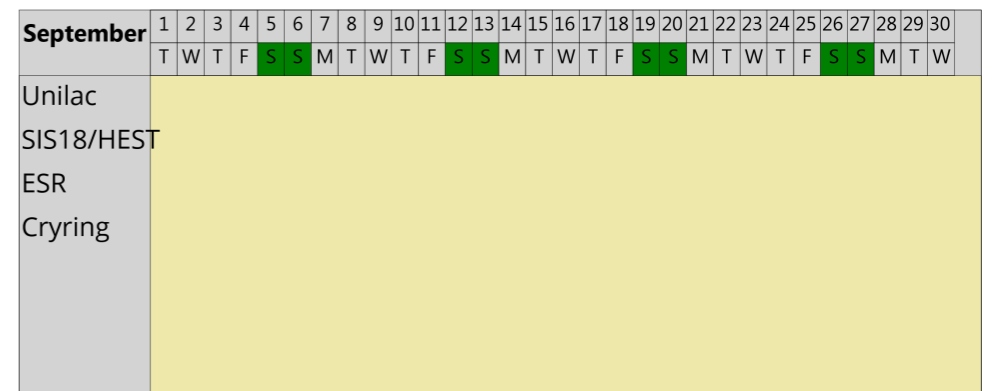 September 1 2 3 4 5 6 7 8 9 10 11 12 13 14 15 16 17 18 19 20 21 22 23 24 25 26 27 28 29 30
T W T F S S M T W T F S S M T W T F S S M T W T F S S M T W
Unilac
SIS18/HEST
ESR
Cryring